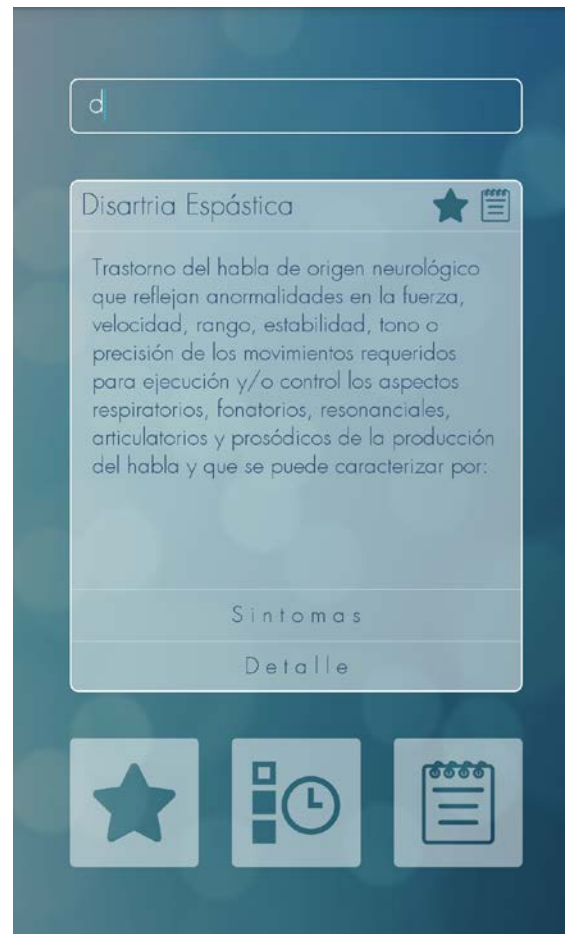 d
Disartria Espástica
Trastorno del habla de origen neurológico
que reflejan anormalidades en la fuerza,
velocidad, rango, estabilidad, tono o
precisión de los movimientos requeridos
para ejecución y/o control los aspectos
respiratorios, fonatorios, resonanciales,
articulatorios y prosódicos de la producción
del habla y que se puede caracterizar por:
Sintomas
Detalle